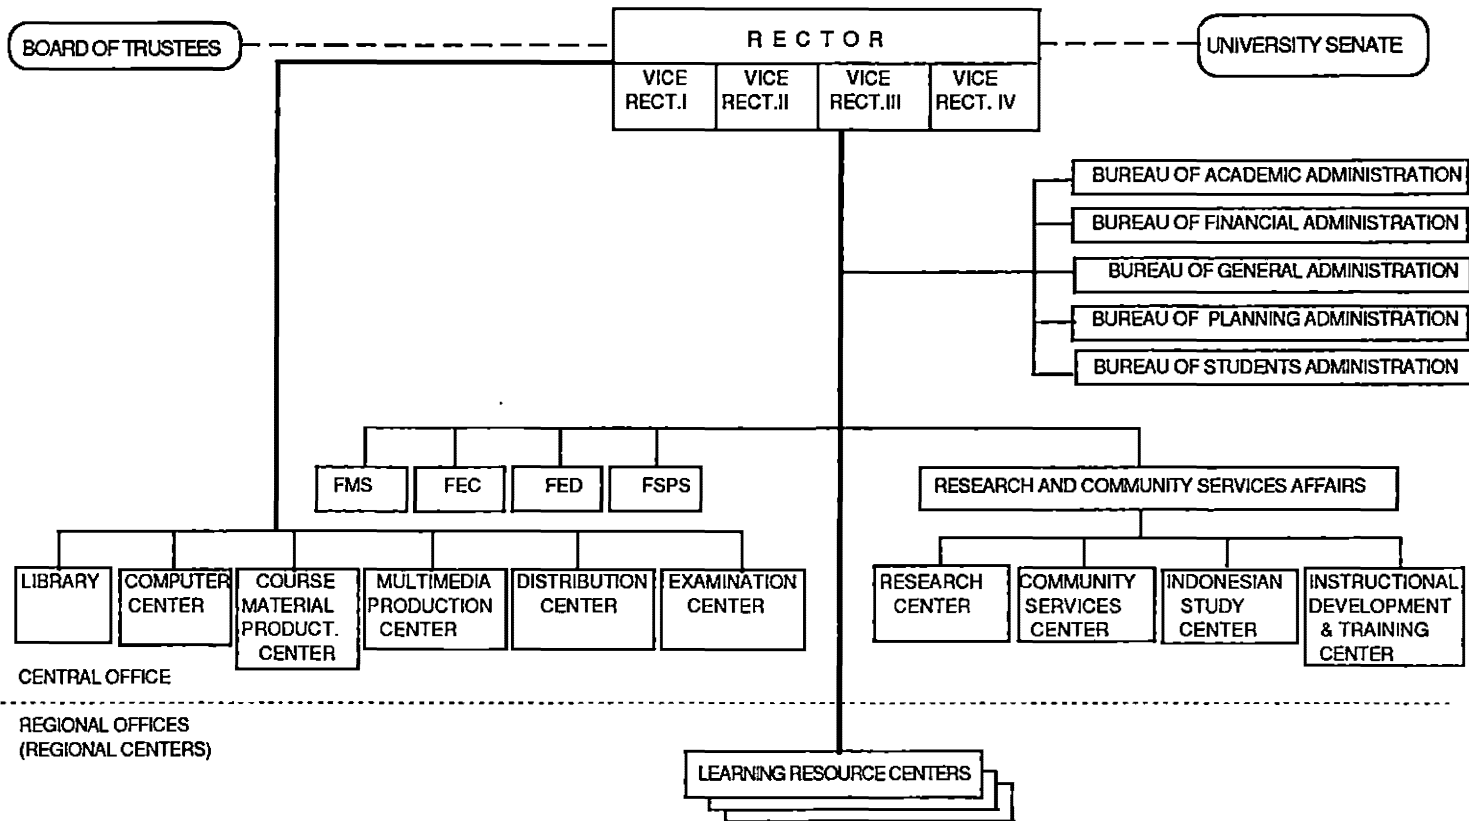 BOARD OF TRUSTEES
RECTOR
UNIVERSITY SENATE
VICE
RECT.I
VICE
RECT.II
VICE
RECT.III
VICE
RECT. IV
BUREAU OF ACADEMIC ADMINISTRATION
BUREAU OF FINANCIAL ADMINISTRATION
BUREAU OF GENERAL ADMINISTRATION
BUREAU OF PLANNING ADMINISTRATION
BUREAU OF STUDENTS ADMINISTRATION
FMS
FEC
FED
FSPS
RESEARCH AND COMMUNITY SERVICES AFFAIRS
LIBRARY
COMPUTER
CENTER
COURSE
MATERIAL
PRODUCT.
CENTER
MULTIMEDIA
PRODUCTION
CENTER
DISTRIBUTION
CENTER
EXAMINATION
CENTER
RESEARCH
CENTER
COMMUNITY
SERVICES
CENTER
INDONESIAN
STUDY
CENTER
INSTRUCTIONAL
DEVELOPMENT
& TRAINING
CENTER
CENTRAL OFFICE
REGIONAL OFFICES
(REGIONAL CENTERS)
LEARNING RESOURCE CENTERS